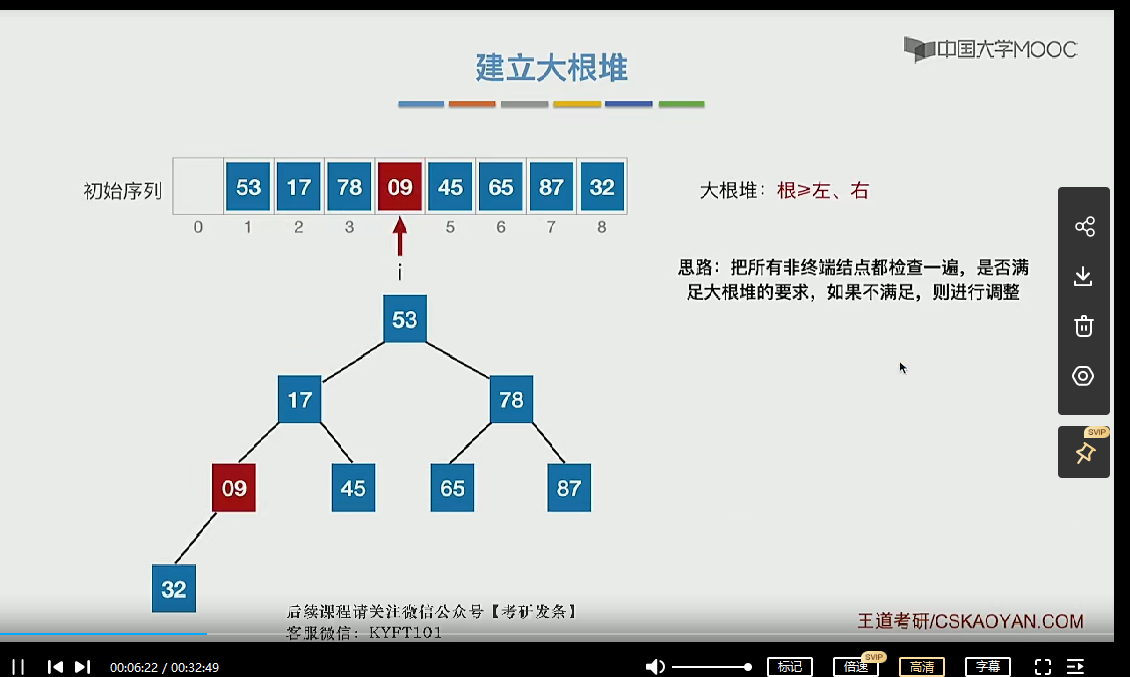 中国大学MOOC
建立大根堆
初始序列 53 17 78 09 45 65 87 32
0 1 2 3 5 6 7 8
大根堆：根≥左、右
i
思路：把所有非终端结点都检查一遍，是否满
足大根堆的要求，如果不满足，则进行调整
53
17 78
09 45 65 87
32
SVIP
后续课程请关注微信公众号【考研发条】
客服微信：KYFT101
王道考研/CSKAOYAN.COM
00:06:22 / 00:32:49
标记 倍速 SVIP 高清 字幕